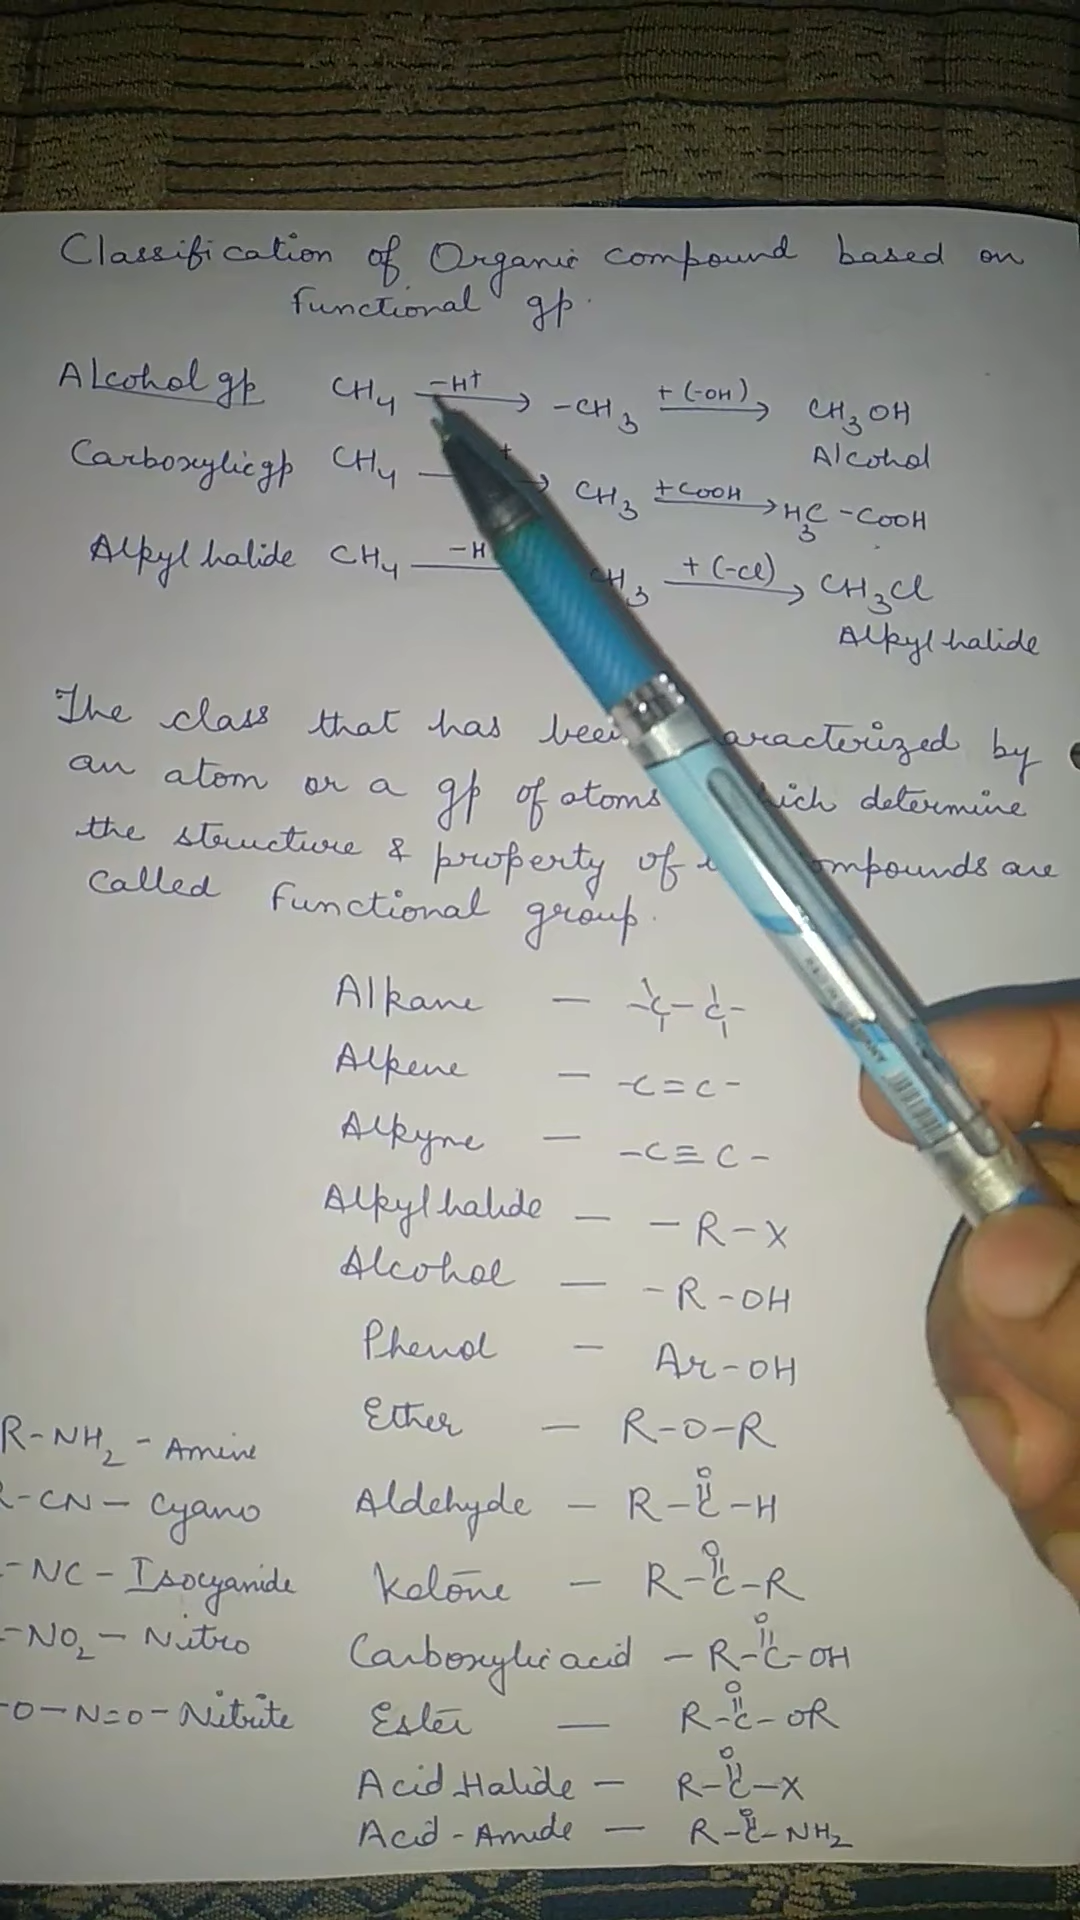 Classification of Organic compound based on
functional gp.
Alcohol gp CH4 —-H+→ -CH3 +(-OH)→ CH3OH
Alcohol
Carboxylic gp CH4 —+→ CH3 +COOH→ H3C-COOH
Alkyl halide CH4 —-H CH3 +(-Cl)→ CH3Cl
Alkyl halide
The class that has been characterized by
an atom or a gp of atoms which determine
the structure & property of compounds are
called functional group.
Alkane — -C-C-
Alkene — -C=C-
Alkyne — -C≡C-
Alkyl halide — -R-X
Alcohol — -R-OH
Phenol — Ar-OH
Ether — R-O-R
R-NH2 - Amine
R-CN - Cyano
Aldehyde — R-C(=O)-H
-NC - Isocyanide
Ketone — R-C(=O)-R
-NO2 - Nitro
Carboxylic acid — R-C(=O)-OH
-O-N=O - Nitrite
Ester — R-C(=O)-OR
Acid Halide — R-C(=O)-X
Acid-Amide — R-C(=O)-NH2